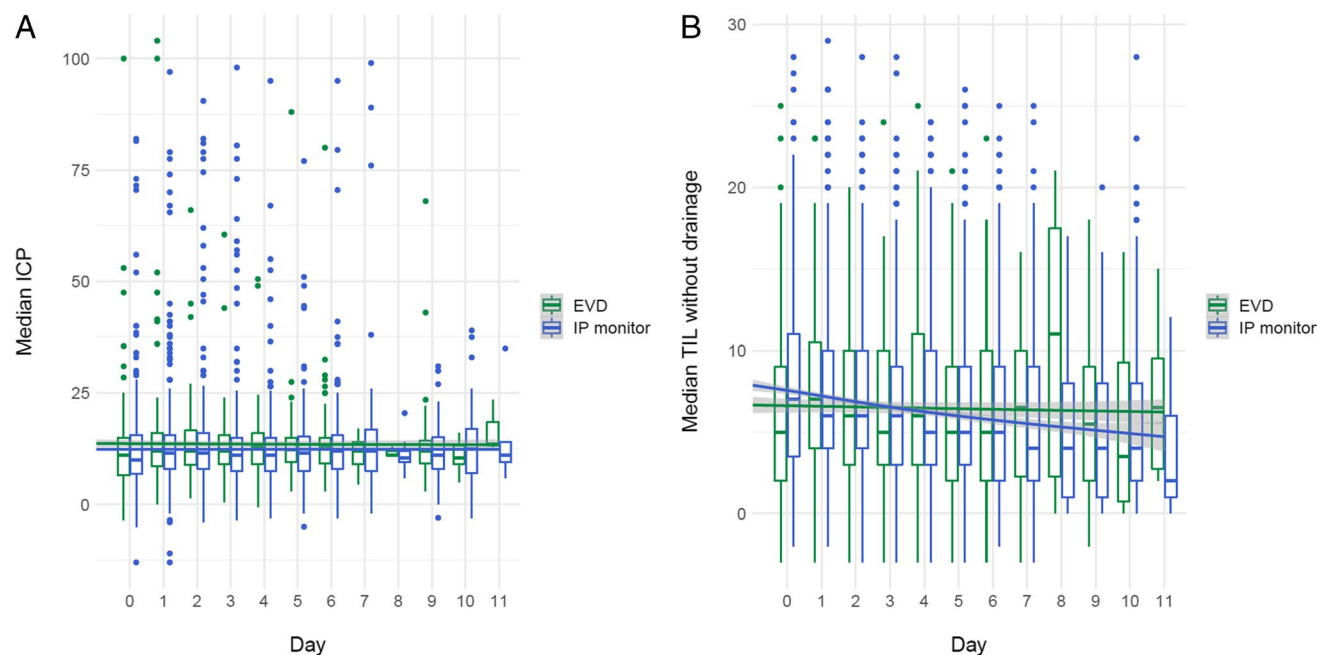 A
Median ICP
100
75
50
25
0
0 1 2 3 4 5 6 7 8 9 10 11
Day
EVD
IP monitor
B
Median TIL without drainage
30
20
10
0
0 1 2 3 4 5 6 7 8 9 10 11
Day
EVD
IP monitor